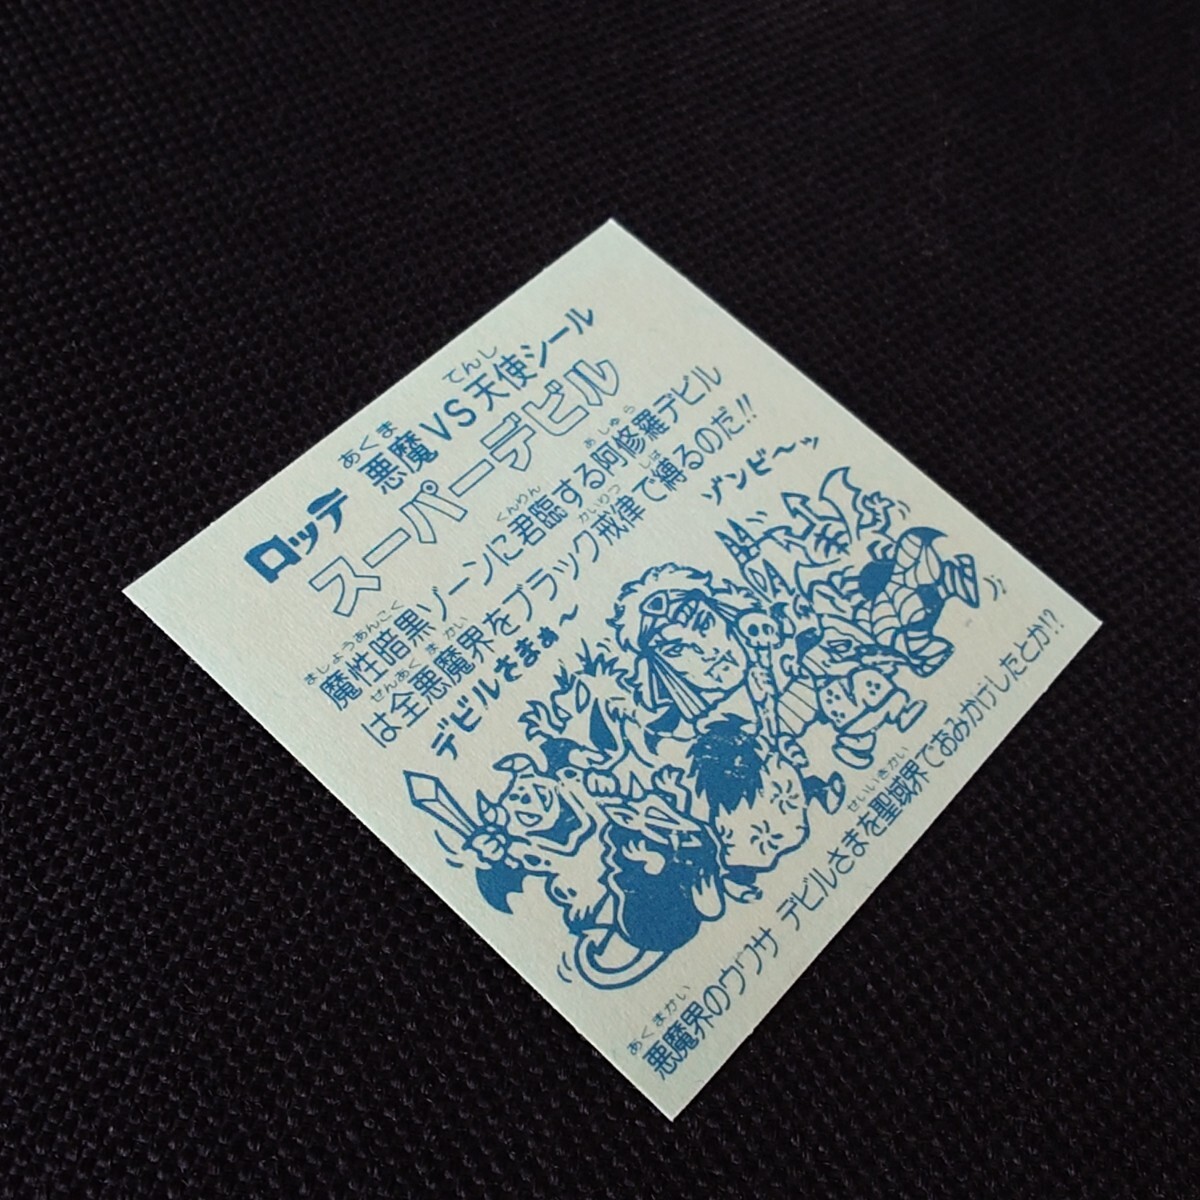 ロッテ 悪魔VS天使シール
あくま てんし
スーパーデビル
魔性暗黒ゾーンに君臨する阿修羅デビル
ましょうあんこく くんりん あしゅら
は全悪魔界をブラック戒律で縛るのだ!!
ぜんあくまかい かいりつ しば
デビルさまぁ〜
ゾンビ〜ッ
悪魔界のウワサ デビルさまを聖域界でおみかけしたとか!?
あくまかい せいいきかい